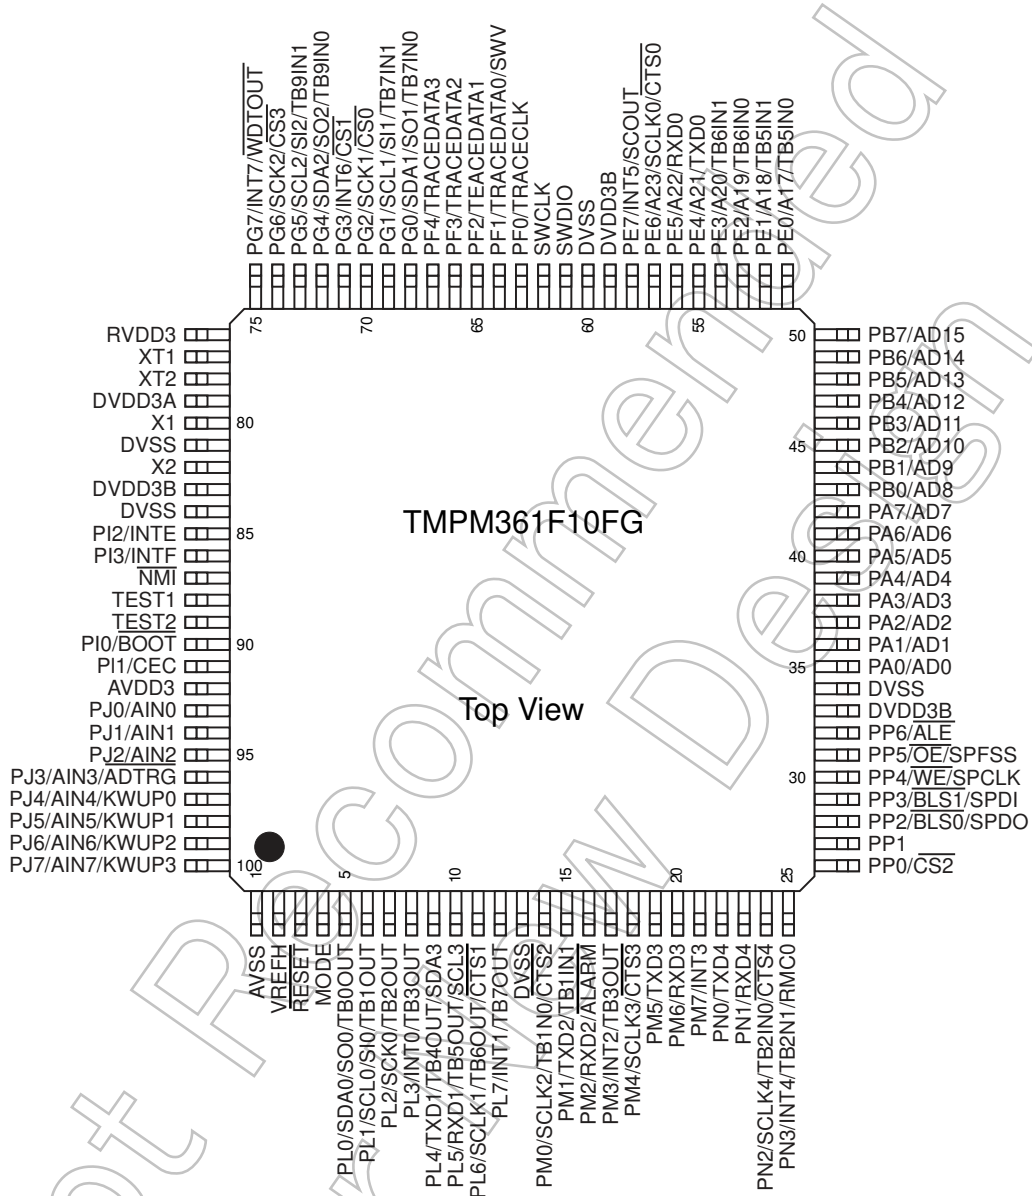 PG7/INT7/WDTOUT
PG6/SCK2/CS3
PG5/SCL2/SI2/TB9IN1
PG4/SDA2/SO2/TB9IN0
PG3/INT6/CS1
PG2/SCK1/CS0
PG1/SCL1/SI1/TB7IN1
PG0/SDA1/SO1/TB7IN0
PF4/TRACEDATA3
PF3/TRACEDATA2
PF2/TEACEDATA1
PF1/TRACEDATA0/SWV
PF0/TRACECLK
SWCLK
SWDIO
DVSS
DVDD3B
PE7/INT5/SCOUT
PE6/A23/SCLK0/CTS0
PE5/A22/RXD0
PE4/A21/TXD0
PE3/A20/TB6IN1
PE2/A19/TB6IN0
PE1/A18/TB5IN1
PE0/A17/TB5IN0
75
70
65
60
55
50
RVDD3
XT1
XT2
DVDD3A
X1
DVSS
X2
DVDD3B
DVSS
PI2/INTE
PI3/INTF
NMI
TEST1
TEST2
PI0/BOOT
PI1/CEC
AVDD3
PJ0/AIN0
PJ1/AIN1
PJ2/AIN2
PJ3/AIN3/ADTRG
PJ4/AIN4/KWUP0
PJ5/AIN5/KWUP1
PJ6/AIN6/KWUP2
PJ7/AIN7/KWUP3
80
85
90
95
100
TMPM361F10FG
Top View
45
40
35
30
PB7/AD15
PB6/AD14
PB5/AD13
PB4/AD12
PB3/AD11
PB2/AD10
PB1/AD9
PB0/AD8
PA7/AD7
PA6/AD6
PA5/AD5
PA4/AD4
PA3/AD3
PA2/AD2
PA1/AD1
PA0/AD0
DVSS
DVDD3B
PP6/ALE
PP5/OE/SPFSS
PP4/WE/SPCLK
PP3/BLS1/SPDI
PP2/BLS0/SPDO
PP1
PP0/CS2
1
5
10
15
20
25
AVSS
VREFH
RESET
MODE
PL0/SDA0/SO0/TB0OUT
PL1/SCL0/SI0/TB1OUT
PL2/SCK0/TB2OUT
PL3/INT0/TB3OUT
PL4/TXD1/TB4OUT/SDA3
PL5/RXD1/TB5OUT/SCL3
PL6/SCLK1/TB6OUT/CTS1
PL7/INT1/TB7OUT
DVSS
PM0/SCLK2/TB1N0/CTS2
PM1/TXD2/TB1IN1
PM2/RXD2/ALARM
PM3/INT2/TB3OUT
PM4/SCLK3/CTS3
PM5/TXD3
PM6/RXD3
PM7/INT3
PN0/TXD4
PN1/RXD4
PN2/SCLK4/TB2IN0/CTS4
PN3/INT4/TB2N1/RMC0
ot Recommended
r New Design